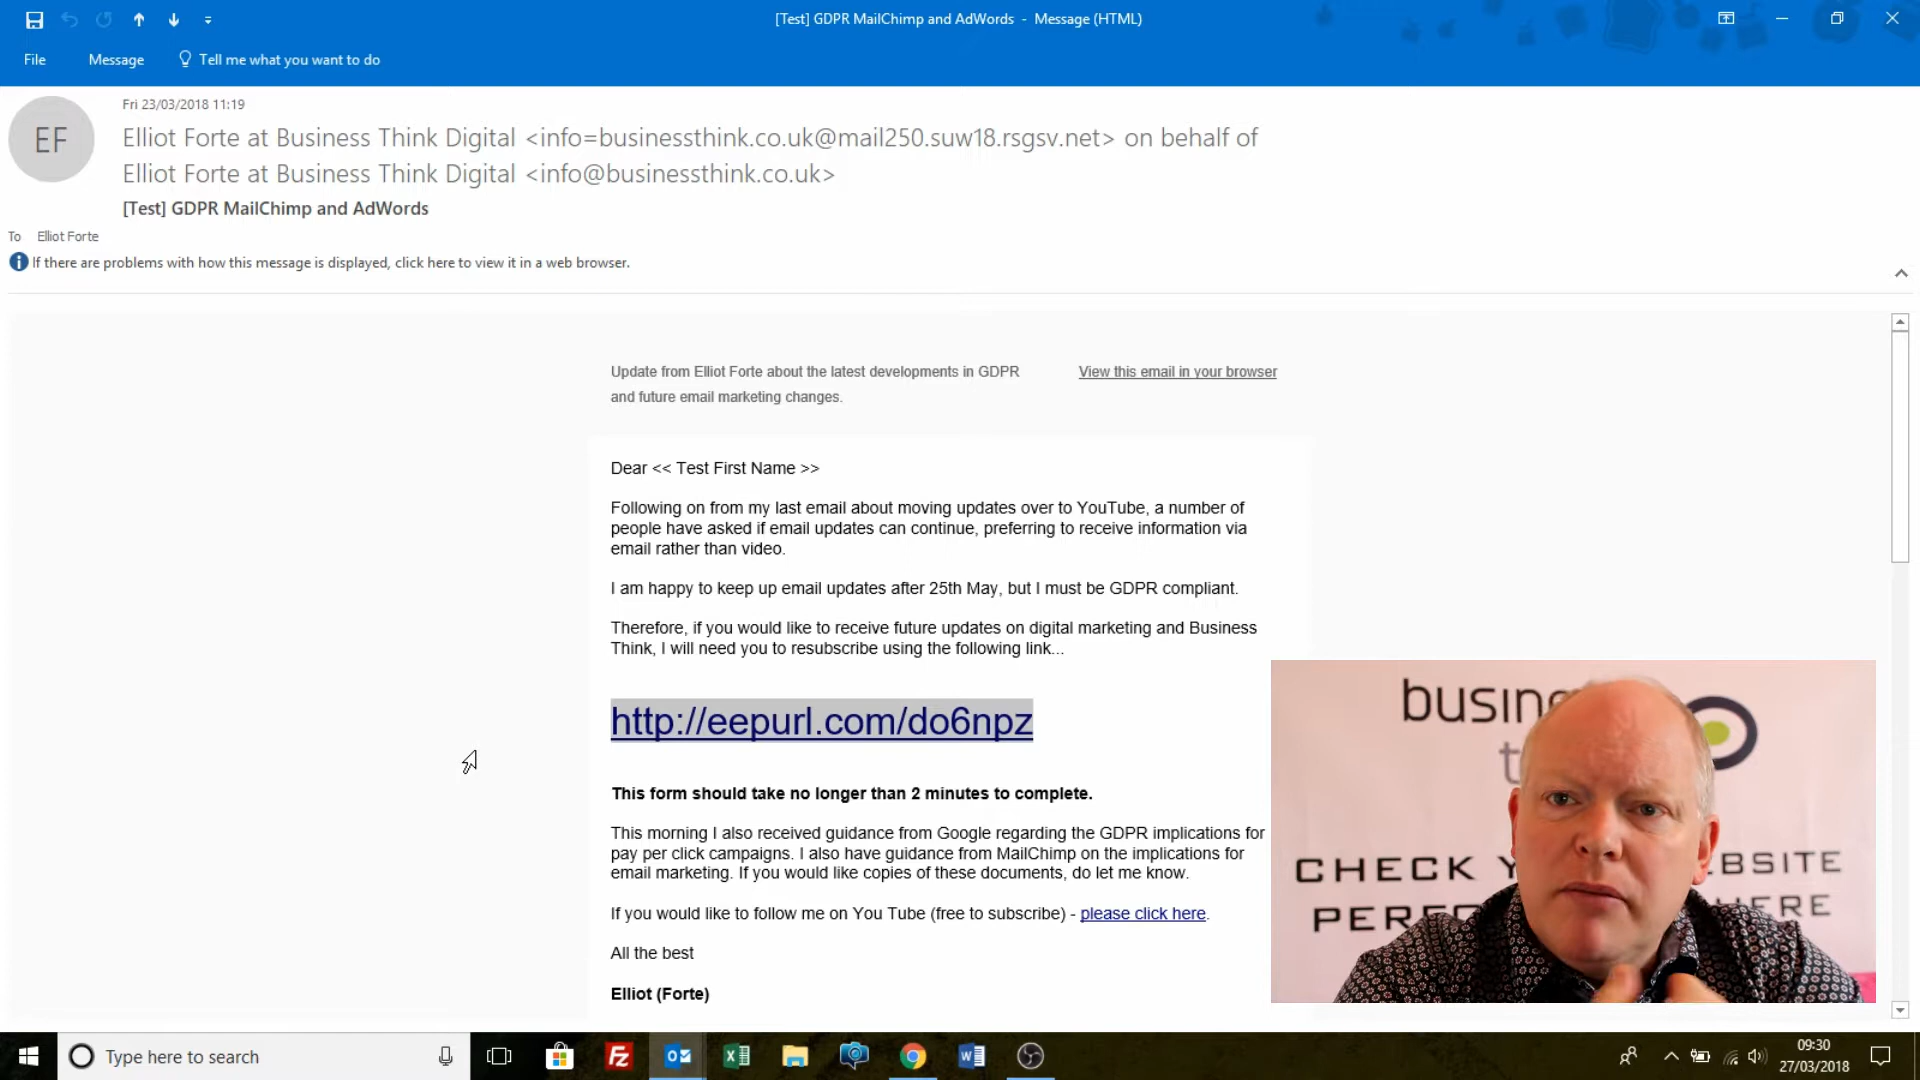 [Test] GDPR MailChimp and AdWords - Message (HTML)
File Message Tell me what you want to do
Fri 23/03/2018 11:19
EF
Elliot Forte at Business Think Digital <info=businessthink.co.uk@mail250.suw18.rsgsv.net> on behalf of
Elliot Forte at Business Think Digital <info@businessthink.co.uk>
[Test] GDPR MailChimp and AdWords
To Elliot Forte
If there are problems with how this message is displayed, click here to view it in a web browser.
Update from Elliot Forte about the latest developments in GDPR
and future email marketing changes.
View this email in your browser
Dear << Test First Name >>
Following on from my last email about moving updates over to YouTube, a number of
people have asked if email updates can continue, preferring to receive information via
email rather than video.
I am happy to keep up email updates after 25th May, but I must be GDPR compliant.
Therefore, if you would like to receive future updates on digital marketing and Business
Think, I will need you to resubscribe using the following link...
http://eepurl.com/do6npz
This form should take no longer than 2 minutes to complete.
This morning I also received guidance from Google regarding the GDPR implications for
pay per click campaigns. I also have guidance from MailChimp on the implications for
email marketing. If you would like copies of these documents, do let me know.
If you would like to follow me on You Tube (free to subscribe) - please click here.
All the best
Elliot (Forte)
busin
t
CHECK Y BSITE
PERF HERE
Type here to search
09:30
27/03/2018